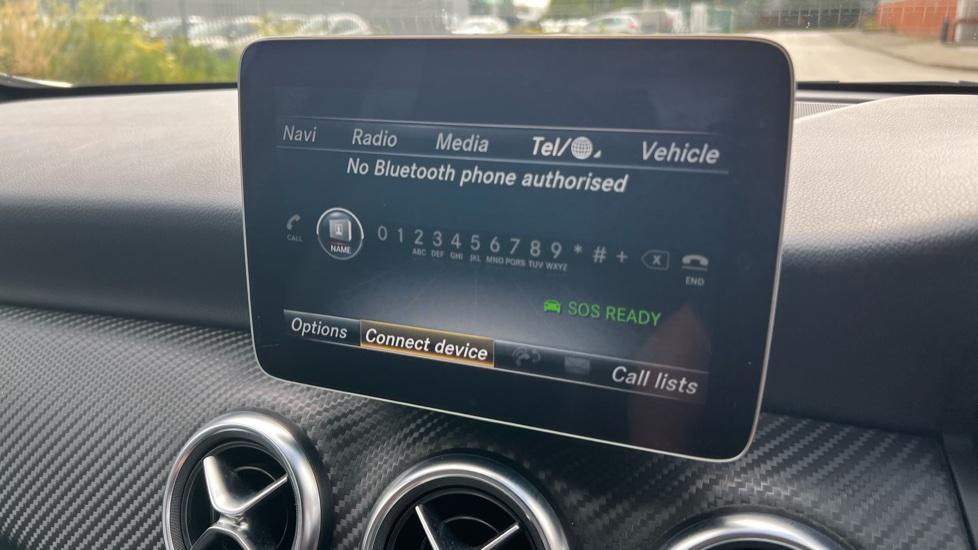 Navi Radio Media Tel/ Vehicle
No Bluetooth phone authorised
CALL NAME 0 1 2 3 4 5 6 7 8 9 * # + X END
ABC DEF GHI JKL MNO PQRS TUV WXYZ
SOS READY
Options Connect device Call lists